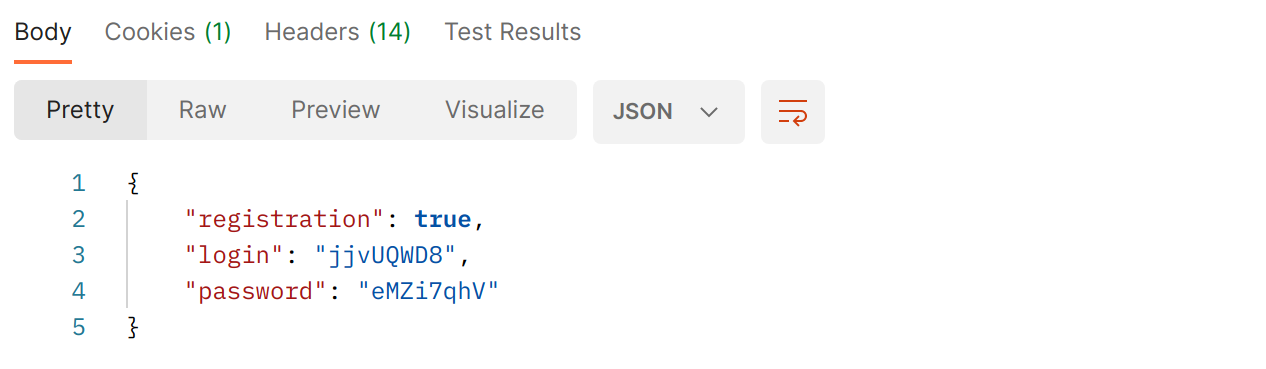 Body Cookies (1) Headers (14) Test Results
Pretty Raw Preview Visualize JSON
1 {
2 "registration": true,
3 "login": "jjvUQWD8",
4 "password": "eMZi7qhV"
5 }